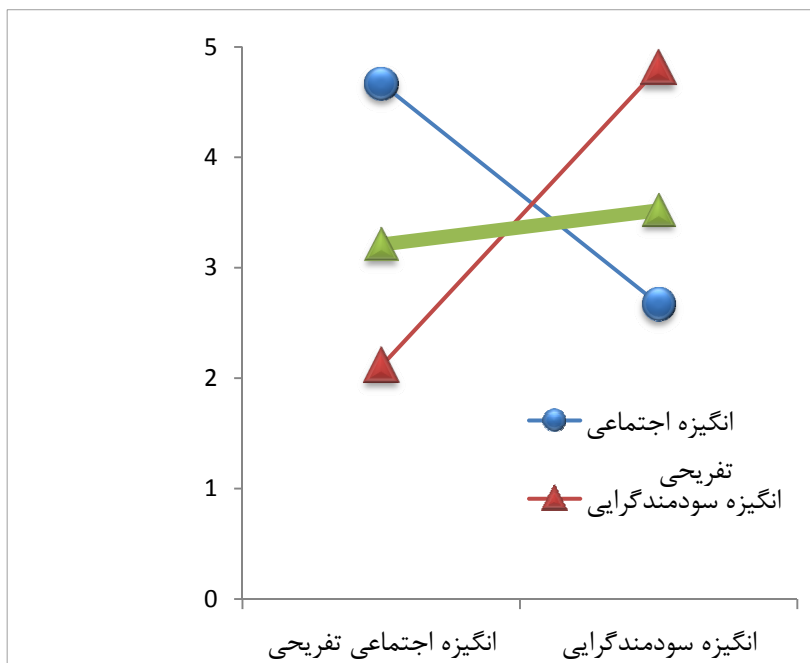 5
4
3
2
1
0
انگیزه اجتماعی
تفریحی
انگیزه سودمندگرایی
انگیزه اجتماعی تفریحی
انگیزه سودمندگرایی